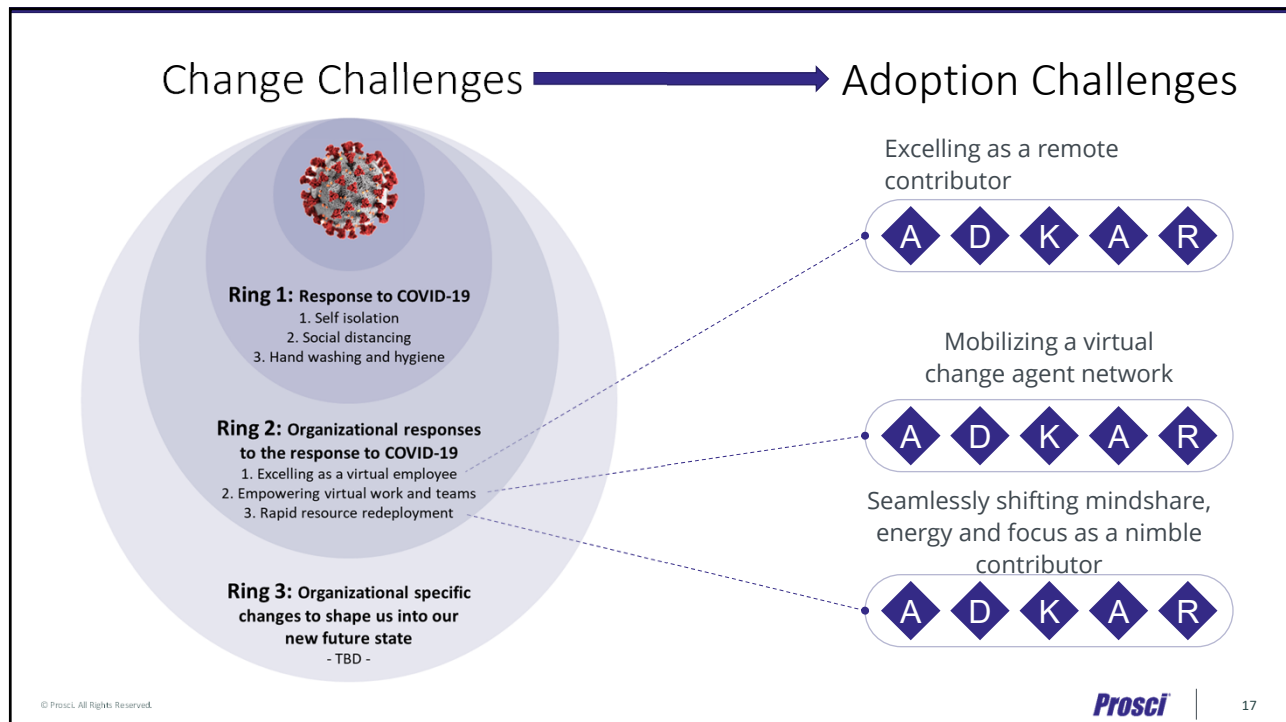 Change Challenges
Adoption Challenges
Ring 1: Response to COVID-19
1. Self isolation
2. Social distancing
3. Hand washing and hygiene
Ring 2: Organizational responses
to the response to COVID-19
1. Excelling as a virtual employee
2. Empowering virtual work and teams
3. Rapid resource redeployment
Ring 3: Organizational specific
changes to shape us into our
new future state
- TBD -
Excelling as a remote
contributor
A D K A R
Mobilizing a virtual
change agent network
A D K A R
Seamlessly shifting mindshare,
energy and focus as a nimble
contributor
A D K A R
© Prosci. All Rights Reserved.
Prosci
17